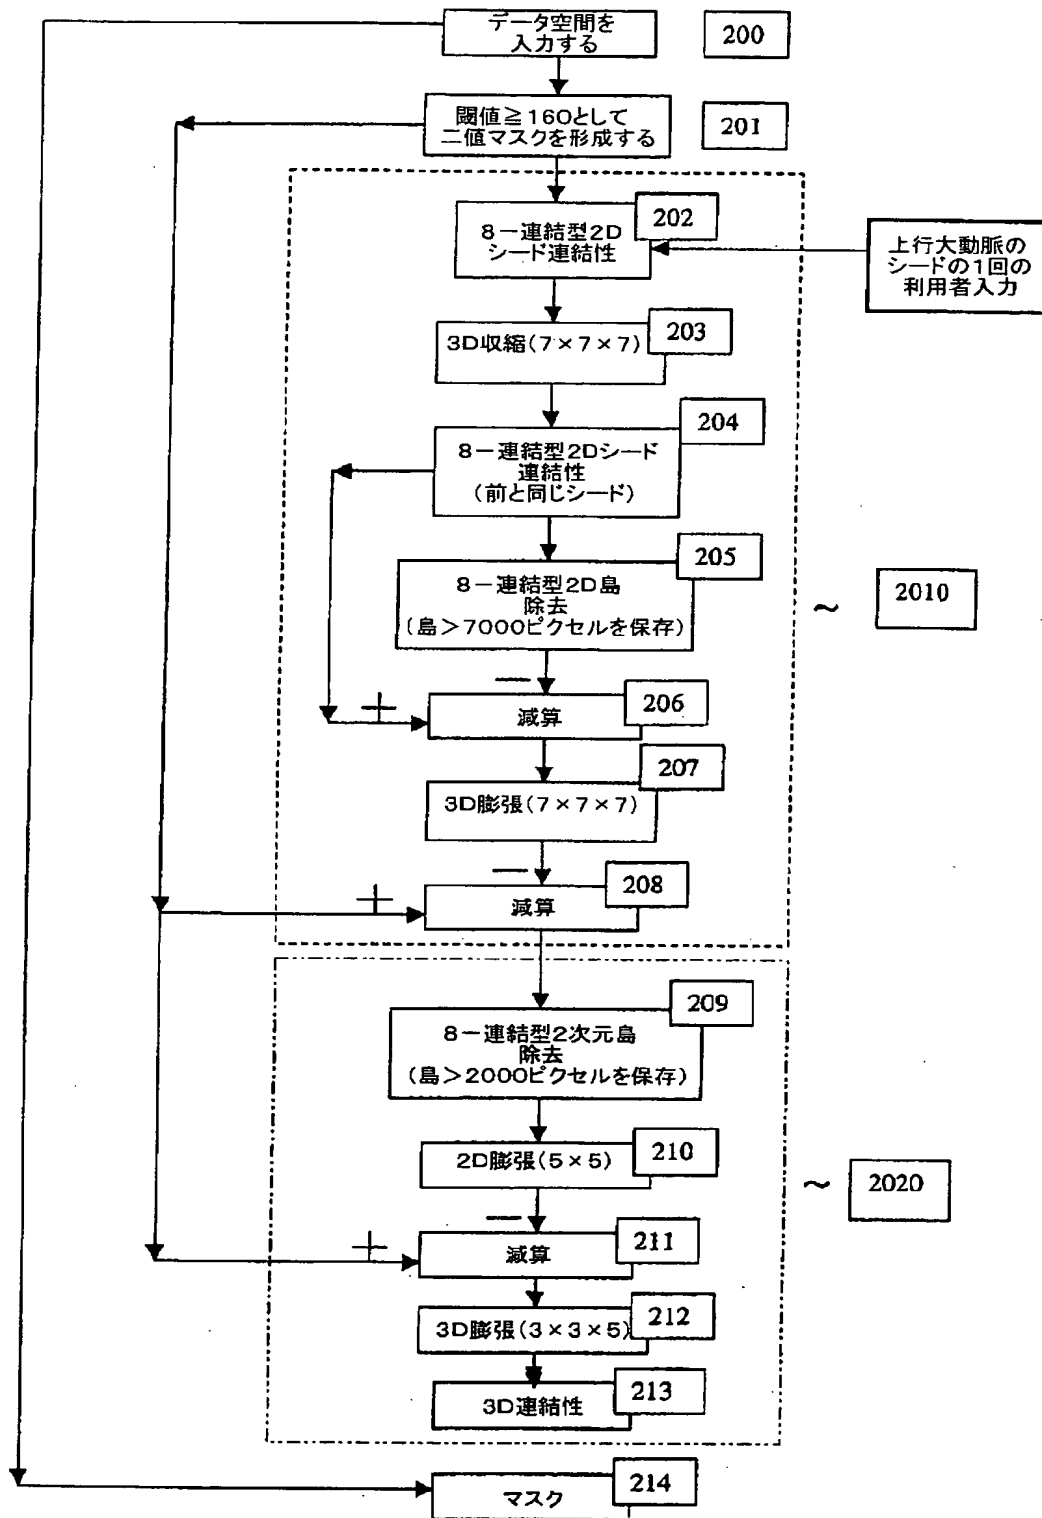 データ空間を
入力する
200
閾値≧160として
二値マスクを形成する
201
8－連結型2D
シード連結性
202
上行大動脈の
シードの1回の
利用者入力
3D収縮(7×7×7)
203
8－連結型2Dシード
連結性
(前と同じシード)
204
8－連結型2D島
除去
(島>7000ピクセルを保存)
205
～
2010
－
＋
減算
206
3D膨張(7×7×7)
207
－
＋
減算
208
8－連結型2次元島
除去
(島>2000ピクセルを保存)
209
2D膨張(5×5)
210
～
2020
－
＋
減算
211
3D膨張(3×3×5)
212
3D連結性
213
マスク
214